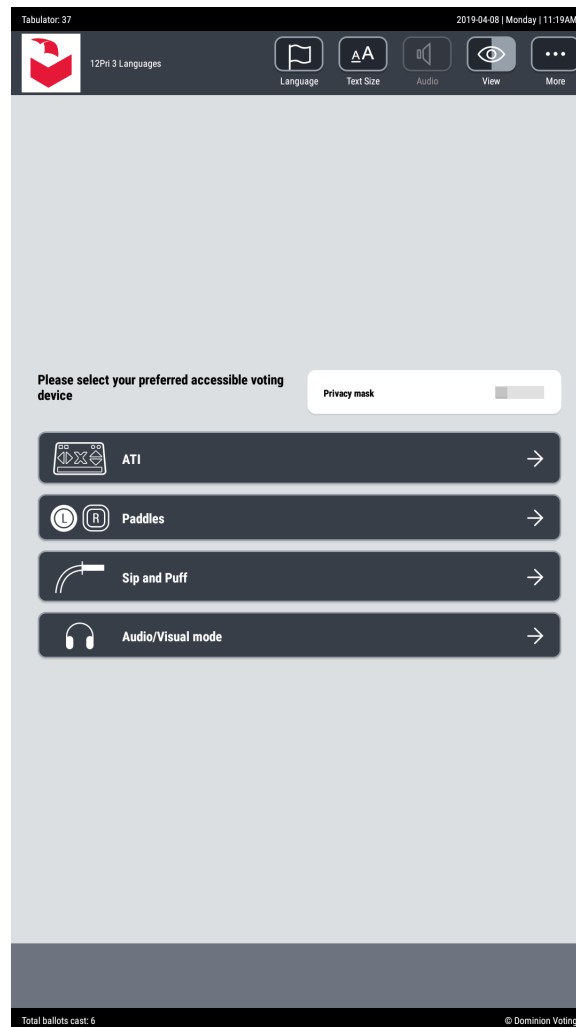 Tabulator: 37
2019-04-08 | Monday | 11:19AM
12Pri 3 Languages
AA
Language
Text Size
Audio
View
More
Please select your preferred accessible voting
device
Privacy mask
ATI
L R Paddles
Sip and Puff
Audio/Visual mode
Total ballots cast: 6
© Dominion Voting